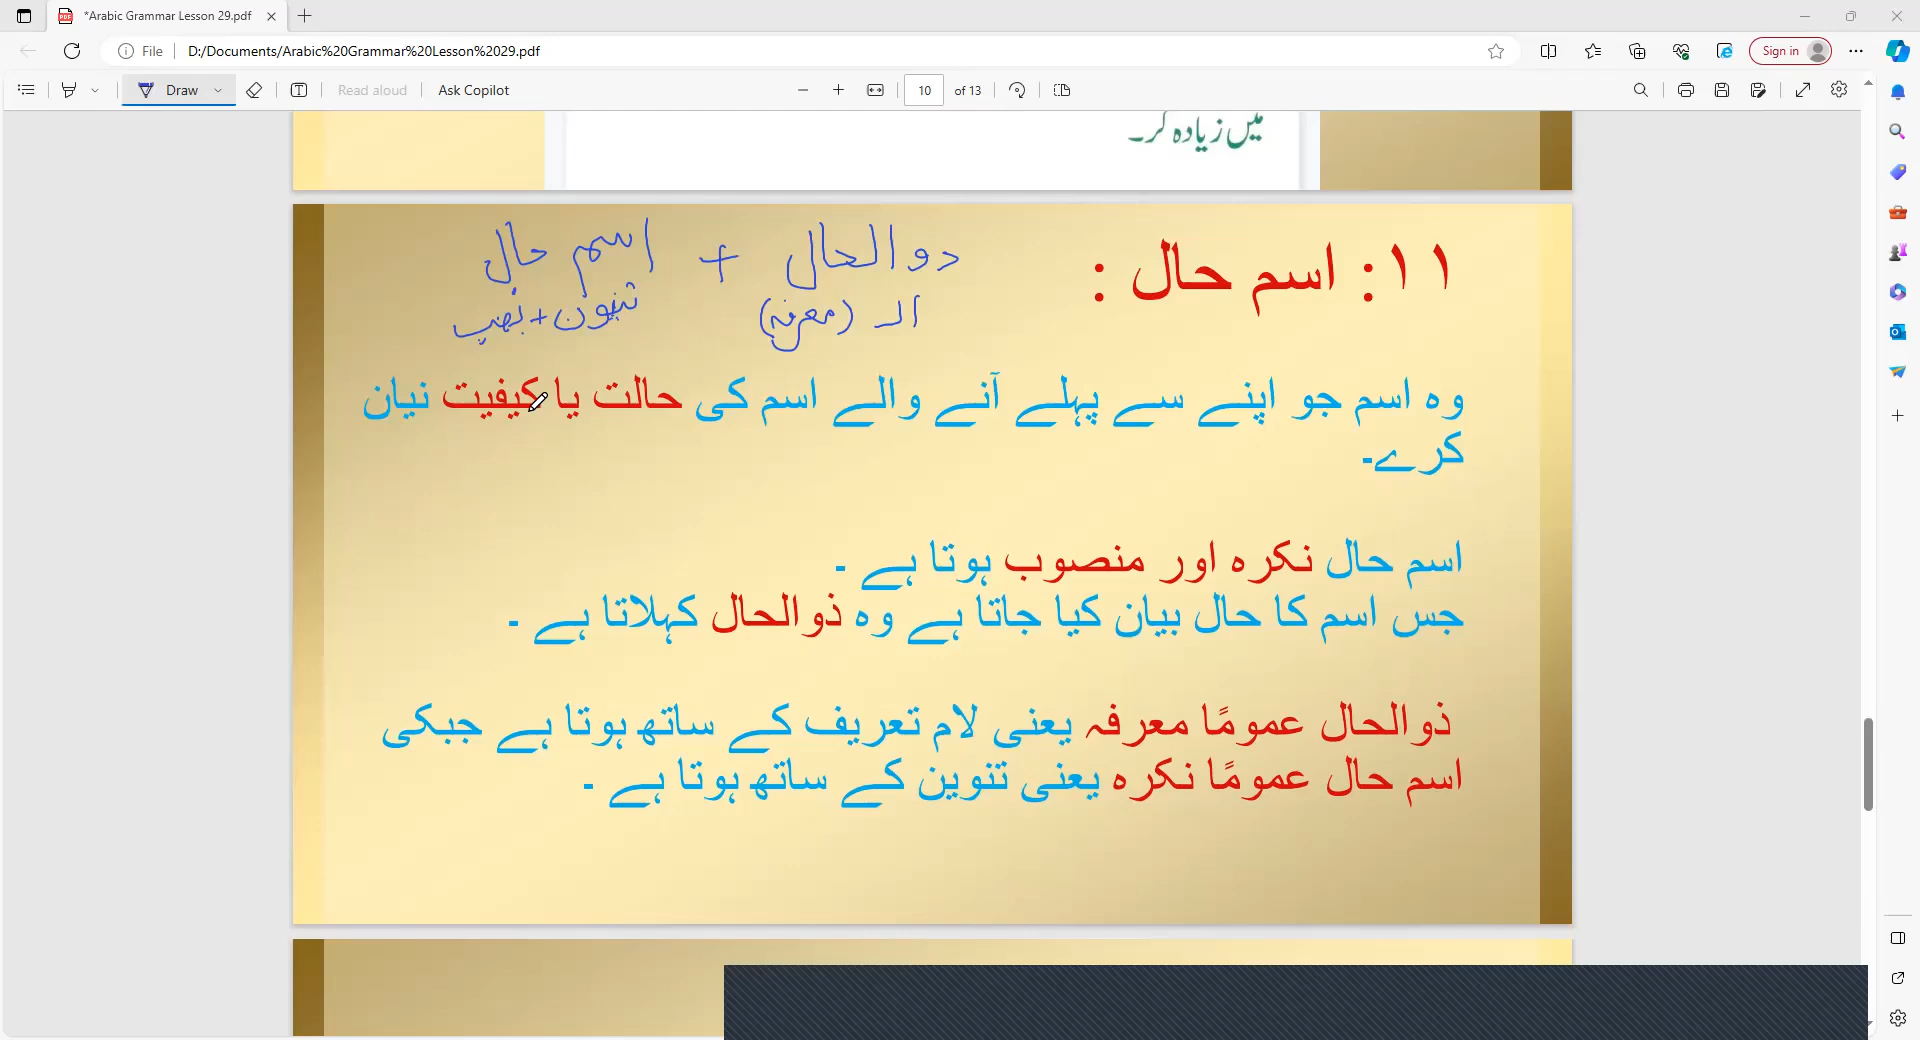 *Arabic Grammar Lesson 29.pdf
File D:/Documents/Arabic%20Grammar%20Lesson%2029.pdf
Sign in
Draw
Read aloud
Ask Copilot
10 of 13
میں زیادہ کر۔
۱۱: اسم حال :
دوالحال + اسم حال
ال (معرفہ) تنوین + نصب
وہ اسم جو اپنے سے پہلے آنے والے اسم کی حالت یا کیفیت نیان
کرے۔
اسم حال نکرہ اور منصوب ہوتا ہے ۔
جس اسم کا حال بیان کیا جاتا ہے وہ ذوالحال کہلاتا ہے ۔
ذوالحال عمومًا معرفہ یعنی لام تعریف کے ساتھ ہوتا ہے جبکی
اسم حال عمومًا نکرہ یعنی تنوین کے ساتھ ہوتا ہے ۔